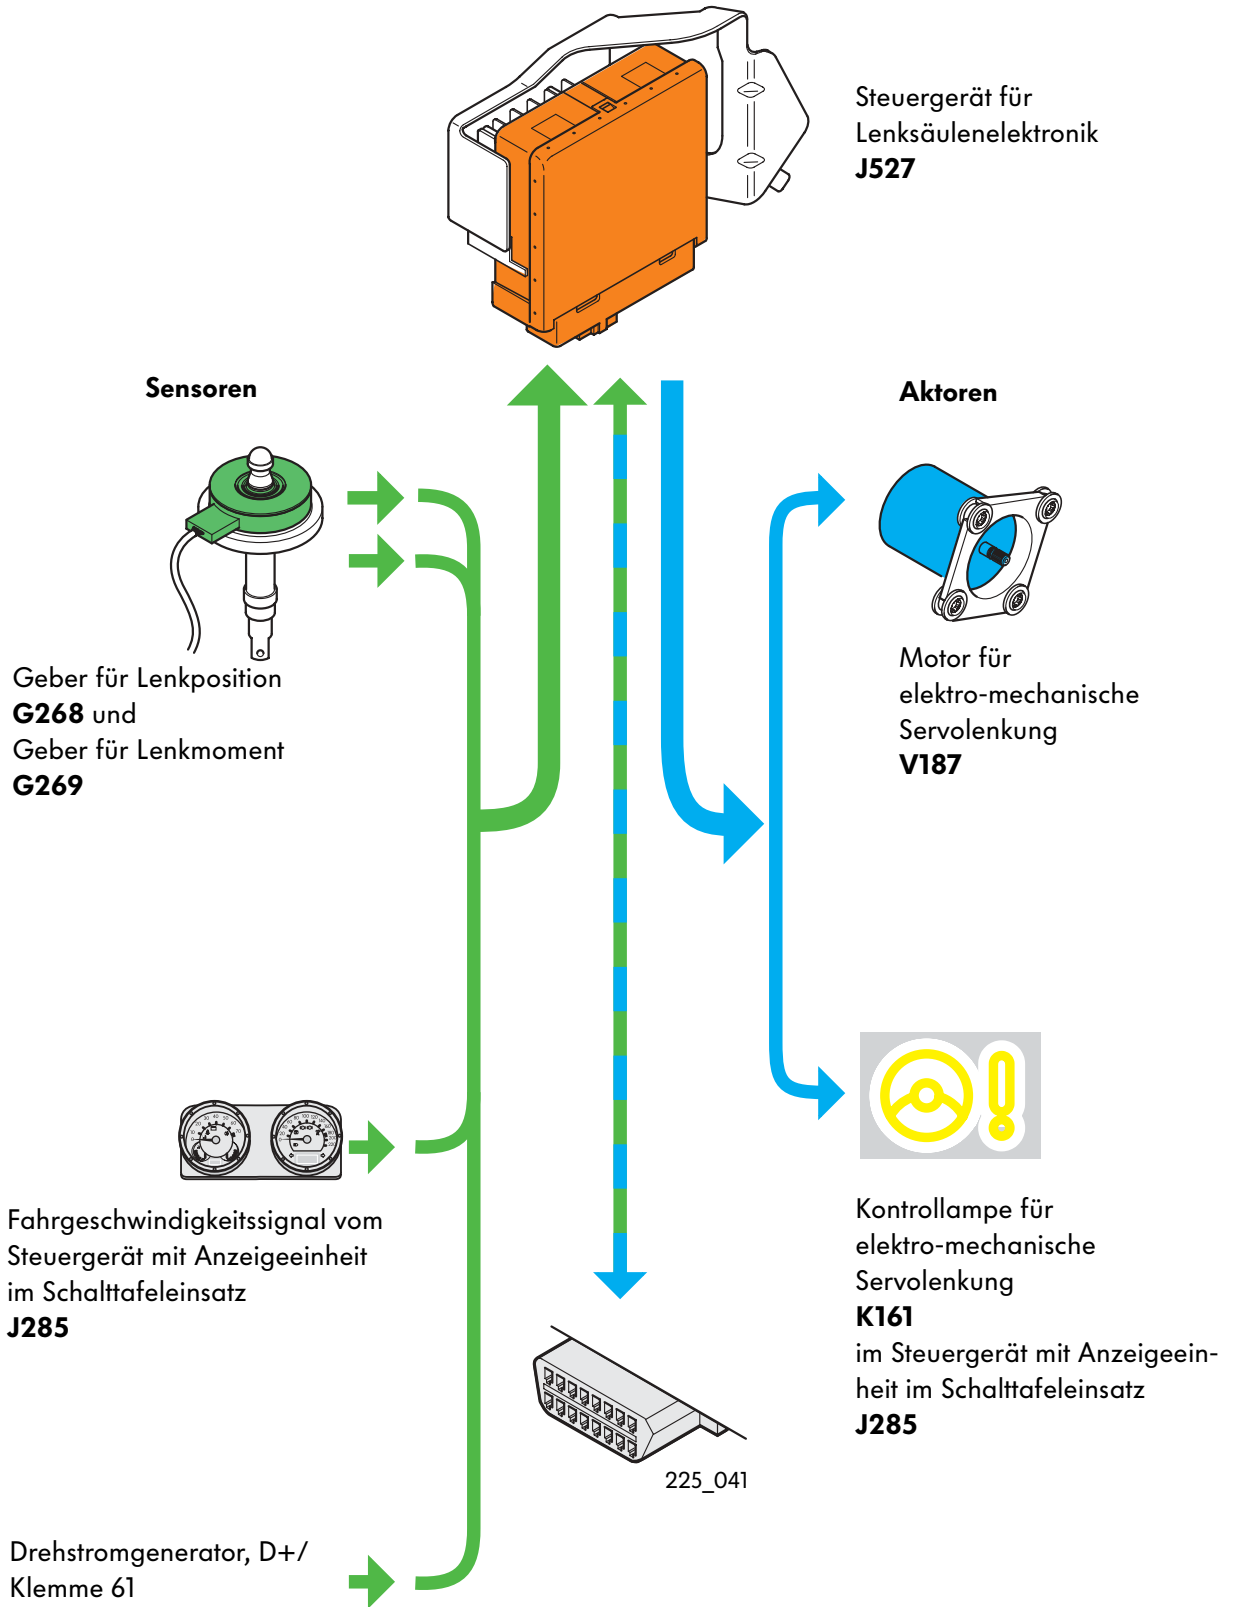 Steuergerät für
Lenksäulenelektronik
J527
Sensoren
Aktoren
Geber für Lenkposition
G268 und
Geber für Lenkmoment
G269
Motor für
elektro-mechanische
Servolenkung
V187
Fahrgeschwindigkeitssignal vom
Steuergerät mit Anzeigeeinheit
im Schalttafeleinsatz
J285
Kontrollampe für
elektro-mechanische
Servolenkung
K161
im Steuergerät mit Anzeigeein-
heit im Schalttafeleinsatz
J285
225_041
Drehstromgenerator, D+/
Klemme 61